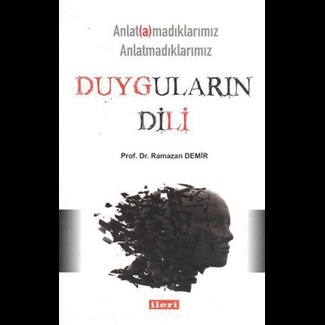 Anlat(a)madıklarımız
Anlatmadıklarımız
DUYGULARIN
DİLİ
Prof. Dr. Ramazan DEMİR
ileri